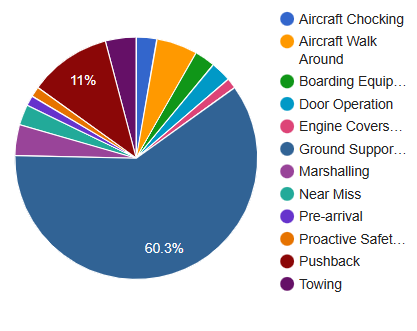 11%
60.3%
Aircraft Chocking
Aircraft Walk
Around
Boarding Equip...
Door Operation
Engine Covers...
Ground Suppor...
Marshalling
Near Miss
Pre-arrival
Proactive Safet...
Pushback
Towing